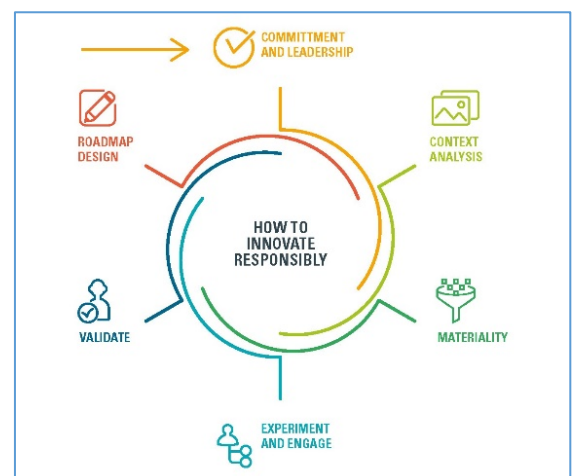 COMMITTMENT
AND LEADERSHIP
CONTEXT
ANALYSIS
MATERIALITY
EXPERIMENT
AND ENGAGE
VALIDATE
ROADMAP
DESIGN
HOW TO
INNOVATE
RESPONSIBLY